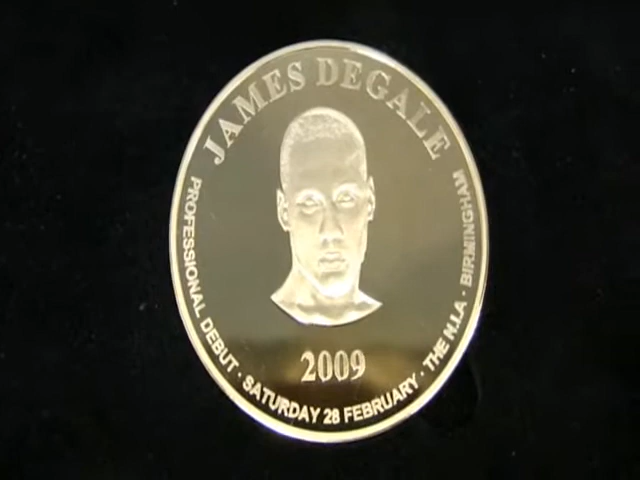 JAMES DEGALE
2009
PROFESSIONAL DEBUT · SATURDAY 28 FEBRUARY · THE N.I.A · BIRMINGHAM